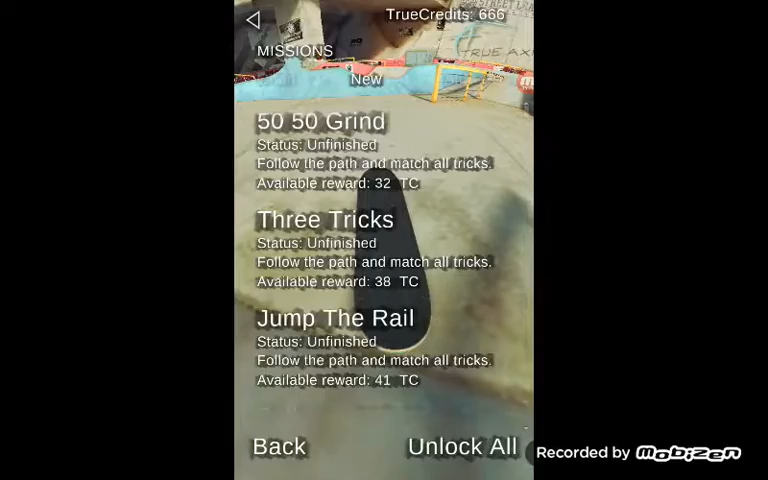 TrueCredits: 666
TRUE AXI
MISSIONS
New
50 50 Grind
Status: Unfinished
Follow the path and match all tricks.
Available reward: 32 TC
Three Tricks
Status: Unfinished
Follow the path and match all tricks.
Available reward: 38 TC
Jump The Rail
Status: Unfinished
Follow the path and match all tricks.
Available reward: 41 TC
Back
Unlock All
Recorded by mobizen